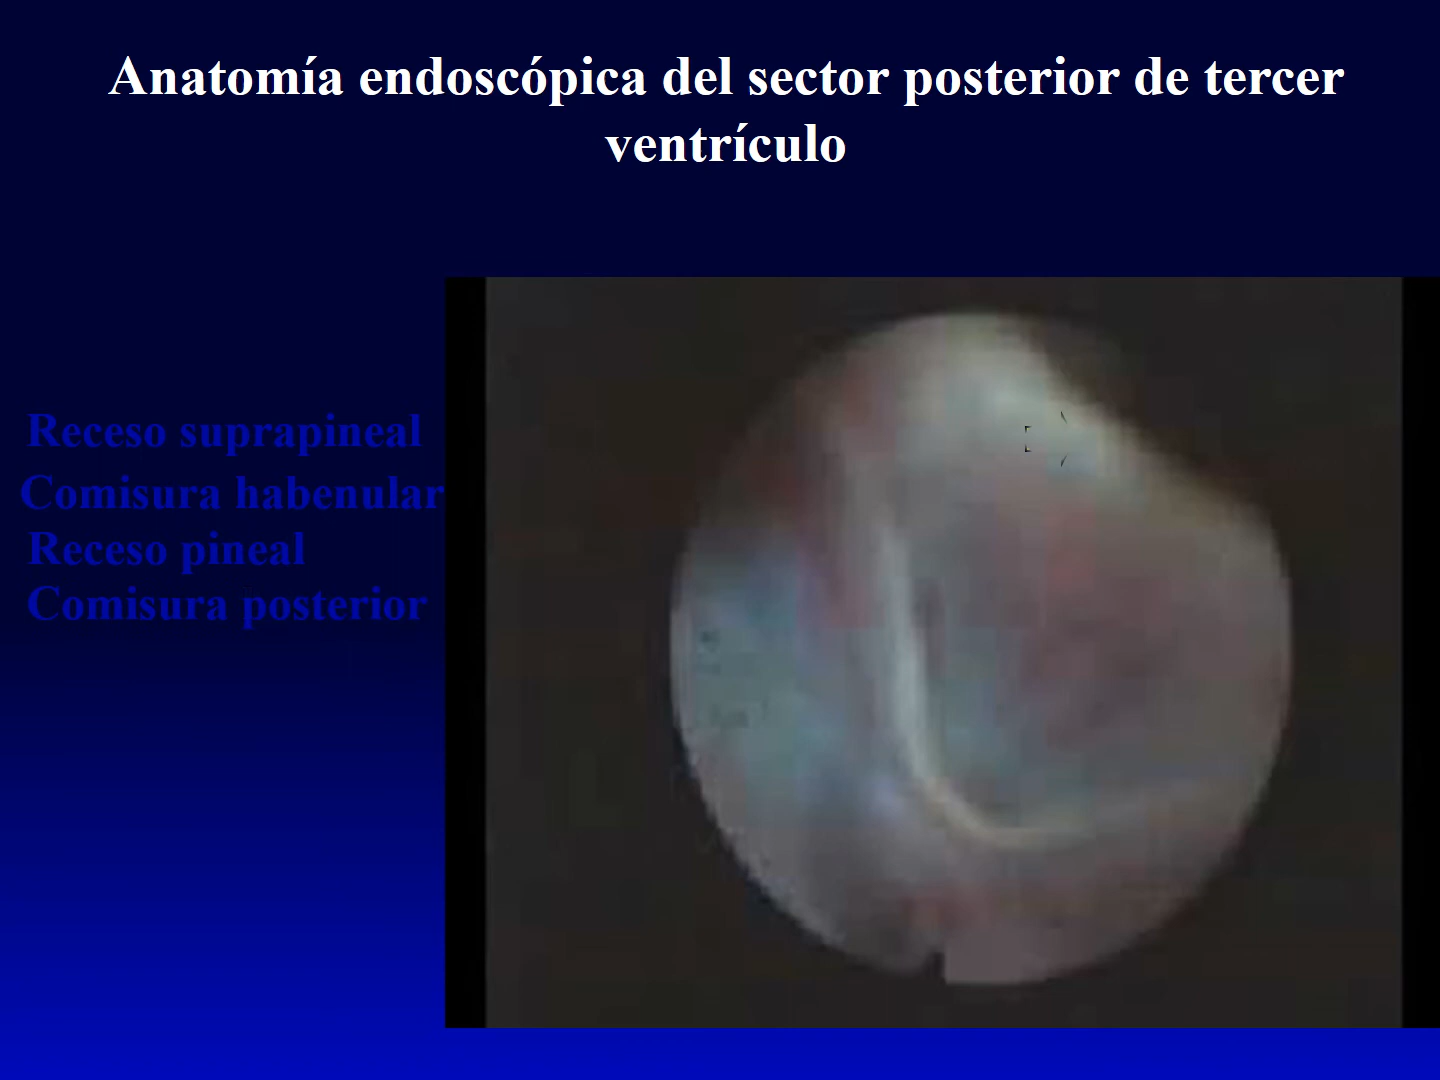 Anatomía endoscópica del sector posterior de tercer
ventrículo
Receso suprapineal
Comisura habenular
Receso pineal
Comisura posterior